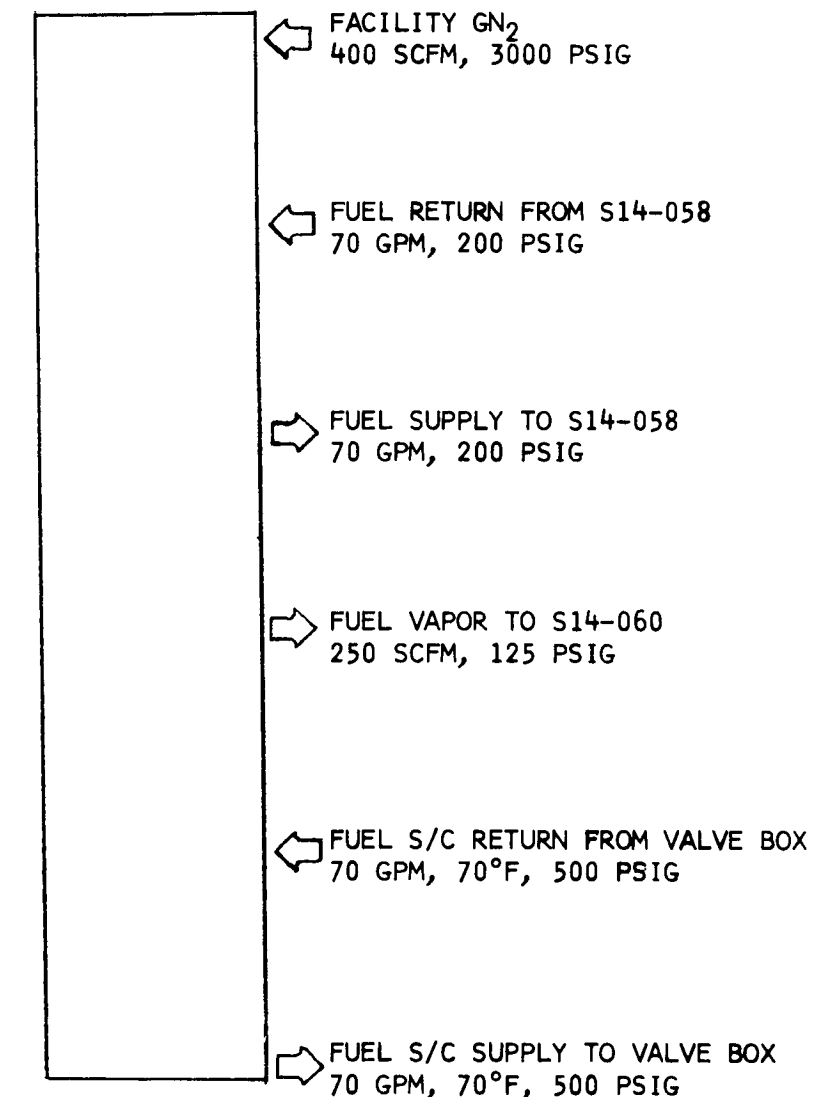 FACILITY GN2
400 SCFM, 3000 PSIG
FUEL RETURN FROM S14-058
70 GPM, 200 PSIG
FUEL SUPPLY TO S14-058
70 GPM, 200 PSIG
FUEL VAPOR TO S14-060
250 SCFM, 125 PSIG
FUEL S/C RETURN FROM VALVE BOX
70 GPM, 70°F, 500 PSIG
FUEL S/C SUPPLY TO VALVE BOX
70 GPM, 70°F, 500 PSIG